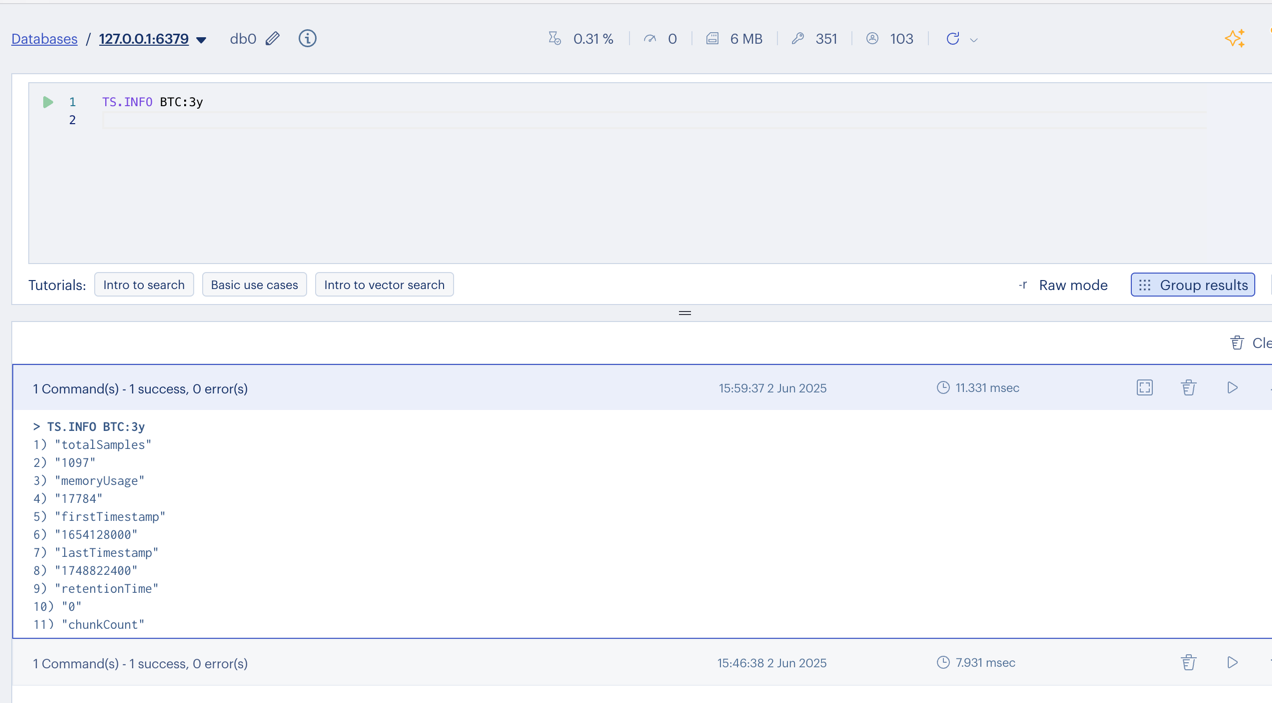 Databases / 127.0.0.1:6379 db0 0.31 % 0 6 MB 351 103
1 TS.INFO BTC:3y
2
Tutorials: Intro to search Basic use cases Intro to vector search -r Raw mode Group results
1 Command(s) - 1 success, 0 error(s) 15:59:37 2 Jun 2025 11.331 msec
> TS.INFO BTC:3y
1) "totalSamples"
2) "1097"
3) "memoryUsage"
4) "17784"
5) "firstTimestamp"
6) "1654128000"
7) "lastTimestamp"
8) "1748822400"
9) "retentionTime"
10) "0"
11) "chunkCount"
1 Command(s) - 1 success, 0 error(s) 15:46:38 2 Jun 2025 7.931 msec